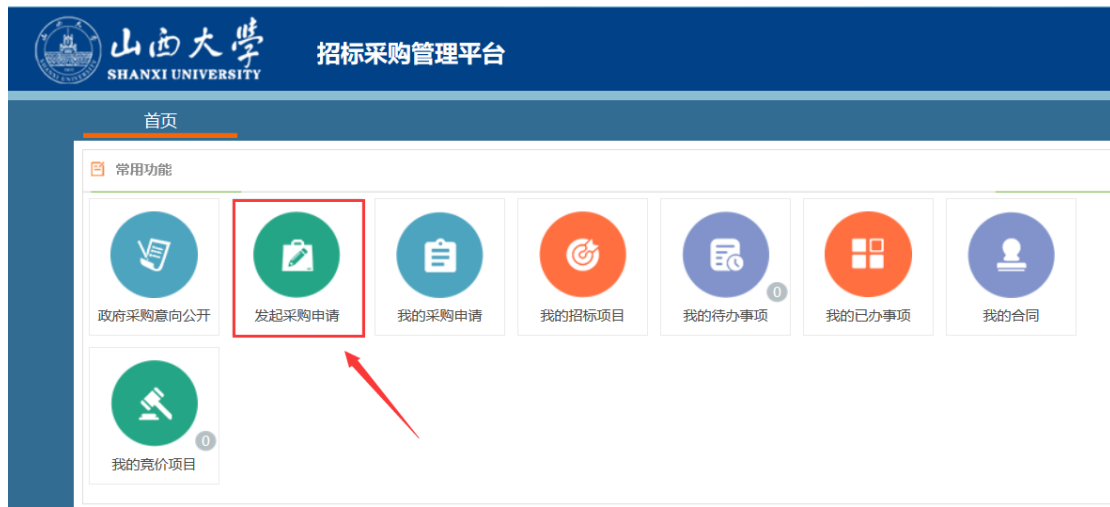 山西大学
SHANXI UNIVERSITY
招标采购管理平台
首页
常用功能
政府采购意向公开
发起采购申请
我的采购申请
我的招标项目
0
我的待办事项
我的已办事项
我的合同
0
我的竞价项目